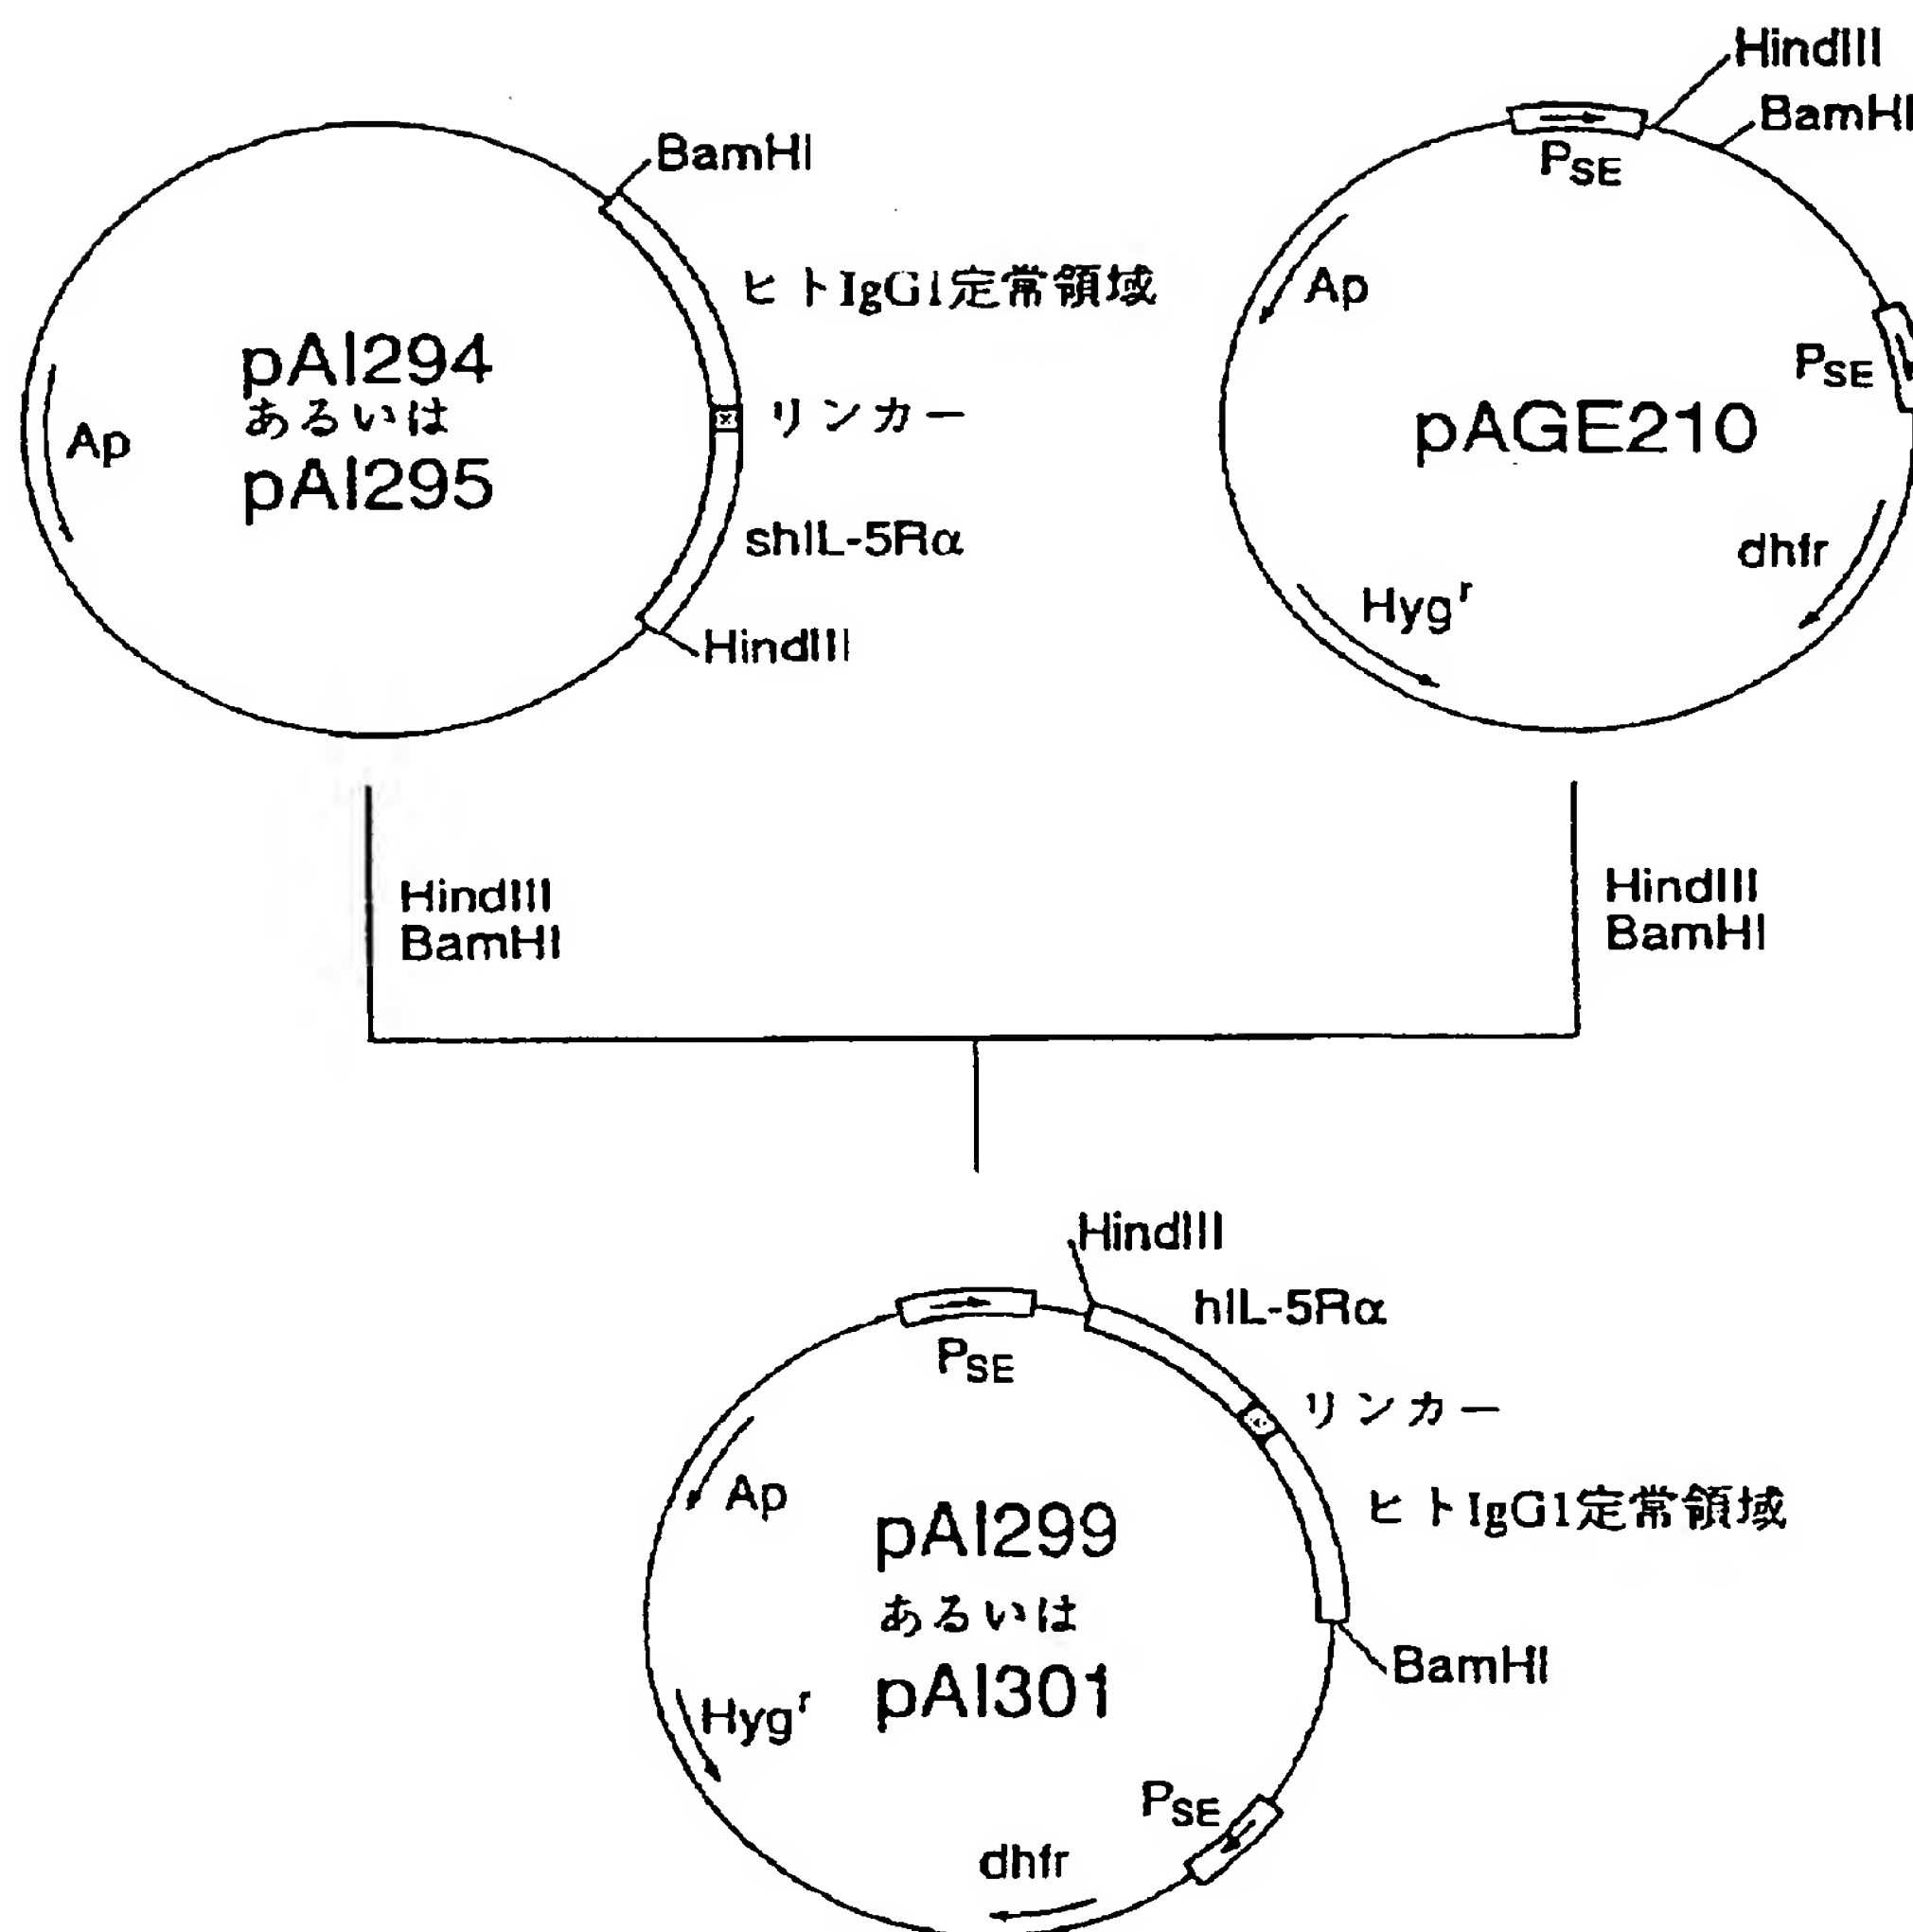 BamHI
ヒトIgG1定常領域
pAI294
あるいは
pAI295
Ap
リンカー
shIL-5Rα
HindIII
HindIII
BamHI
PSE
Ap
PSE
pAGE210
dhfr
Hygr
HindIII
BamHI
HindIII
BamHI
HindIII
hIL-5Rα
PSE
リンカー
Ap
ヒトIgG1定常領域
pAI299
あるいは
pAI301
BamHI
Hygr
PSE
dhfr